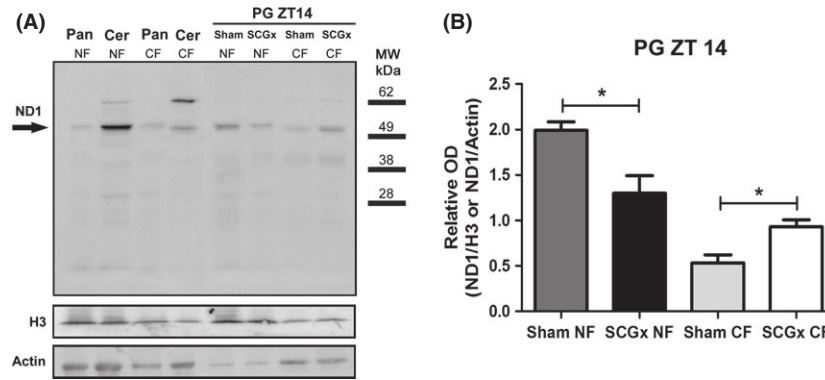 (A)
PG ZT14
Pan Cer Pan Cer Sham SCGx Sham SCGx
NF NF CF CF NF NF CF CF
MW
kDa
ND1
62
49
38
28
H3
Actin
(B)
PG ZT 14
Relative OD
(ND1/H3 or ND1/Actin)
2.0
1.5
1.0
0.5
0.0
*
*
Sham NF SCGx NF Sham CF SCGx CF